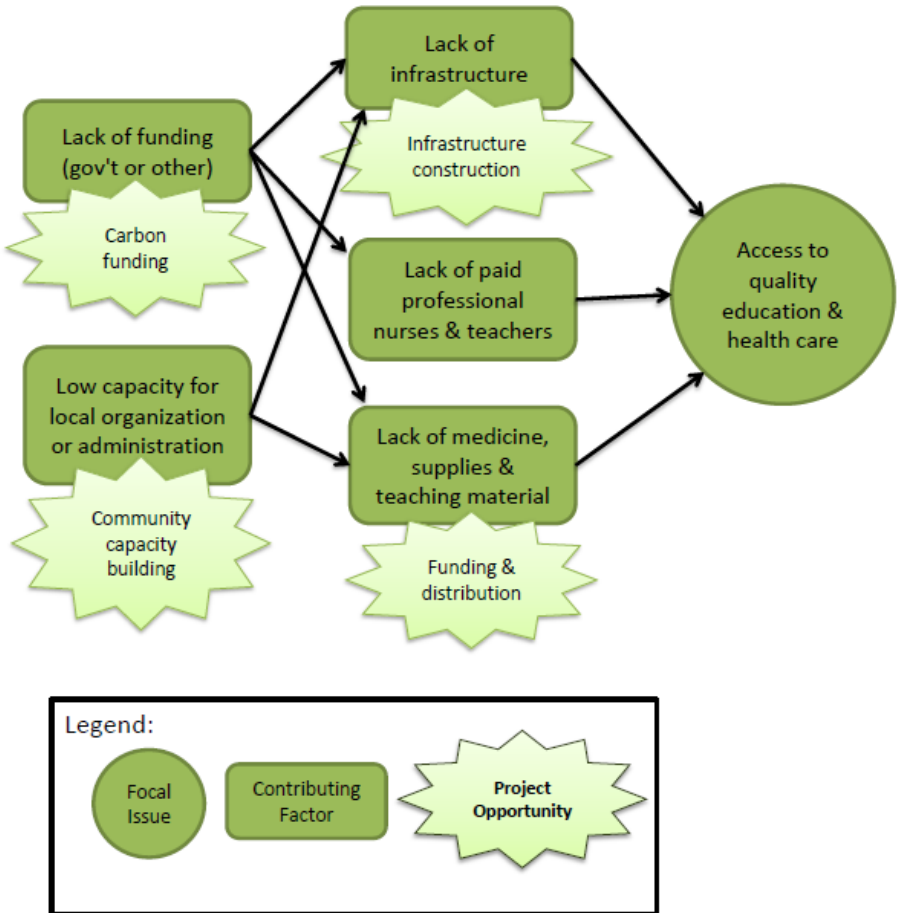 Lack of
infrastructure
Infrastructure
construction
Lack of funding
(gov't or other)
Carbon
funding
Lack of paid
professional
nurses & teachers
Access to
quality
education &
health care
Low capacity for
local organization
or administration
Community
capacity
building
Lack of medicine,
supplies &
teaching material
Funding &
distribution
Legend:
Focal
Issue
Contributing
Factor
Project
Opportunity